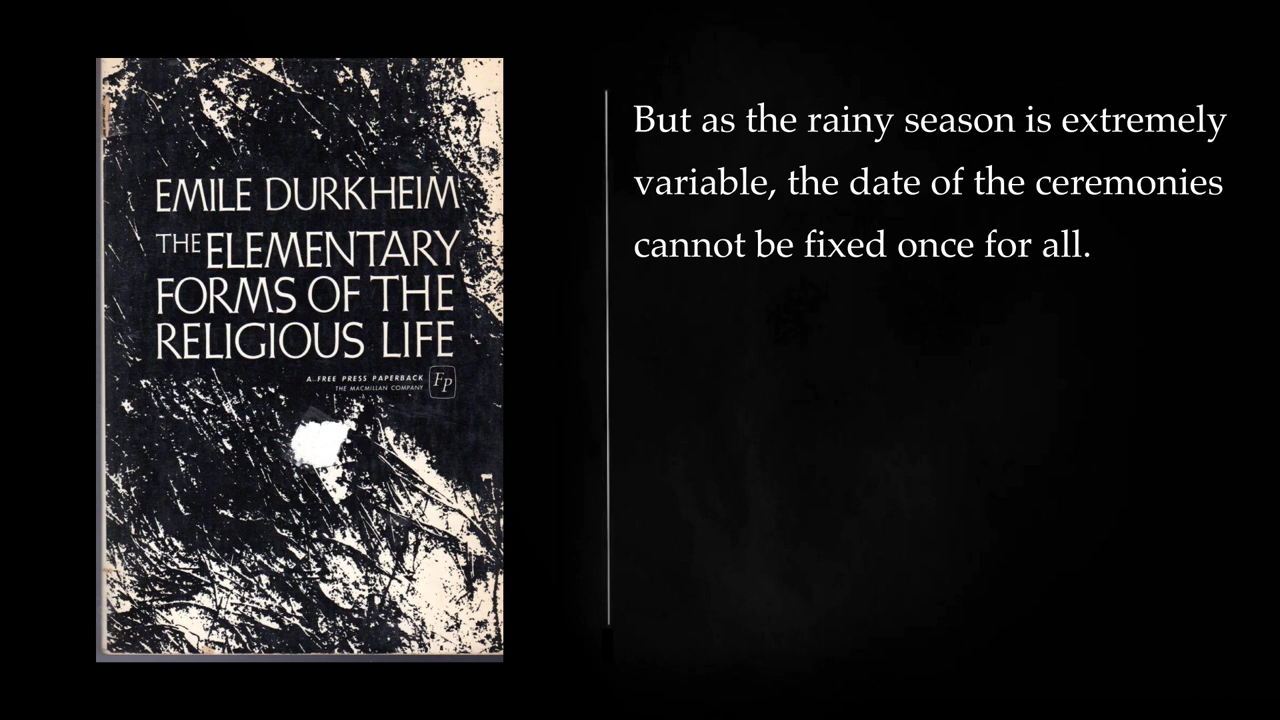 EMILE DURKHEIM
THE ELEMENTARY
FORMS OF THE
RELIGIOUS LIFE
A FREE PRESS PAPERBACK
THE MACMILLAN COMPANY
FP
But as the rainy season is extremely
variable, the date of the ceremonies
cannot be fixed once for all.